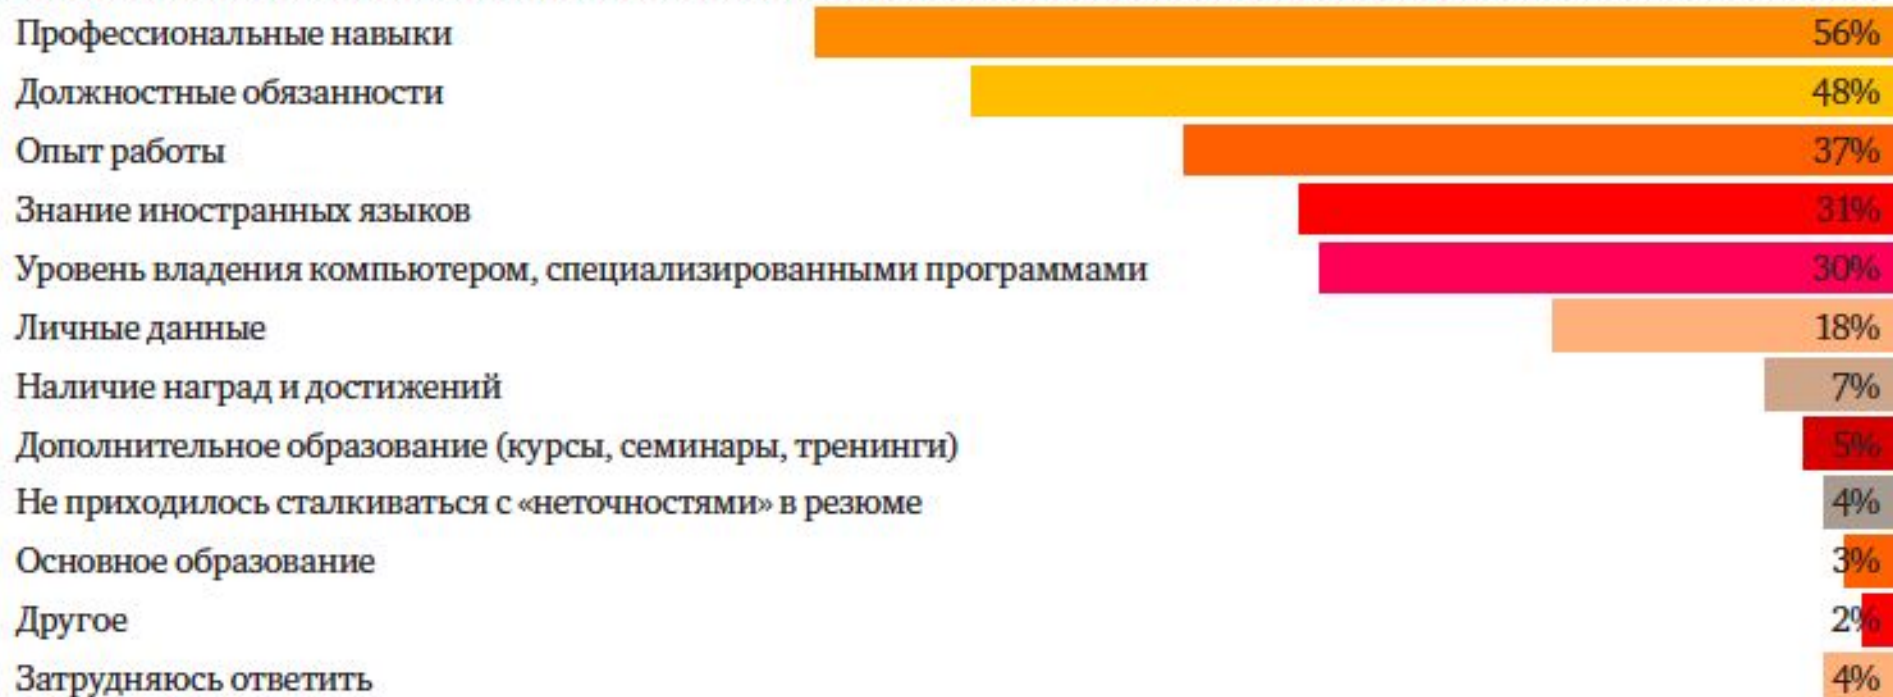 Профессиональные навыки 56%
Должностные обязанности 48%
Опыт работы 37%
Знание иностранных языков 31%
Уровень владения компьютером, специализированными программами 30%
Личные данные 18%
Наличие наград и достижений 7%
Дополнительное образование (курсы, семинары, тренинги) 5%
Не приходилось сталкиваться с «неточностями» в резюме 4%
Основное образование 3%
Другое 2%
Затрудняюсь ответить 4%